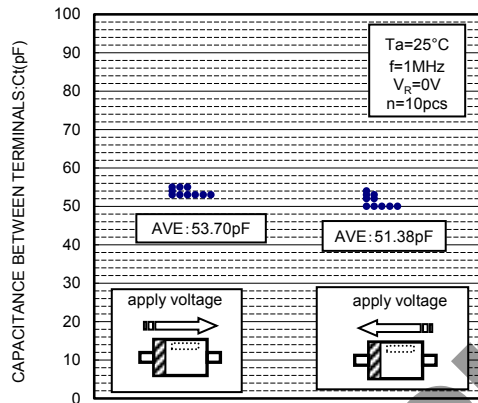 CAPACITANCE BETWEEN TERMINALS:Ct(pF)
100
90
80
70
60
50
40
30
20
10
0
Ta=25°C
f=1MHz
VR=0V
n=10pcs
AVE:53.70pF
AVE:51.38pF
apply voltage
apply voltage